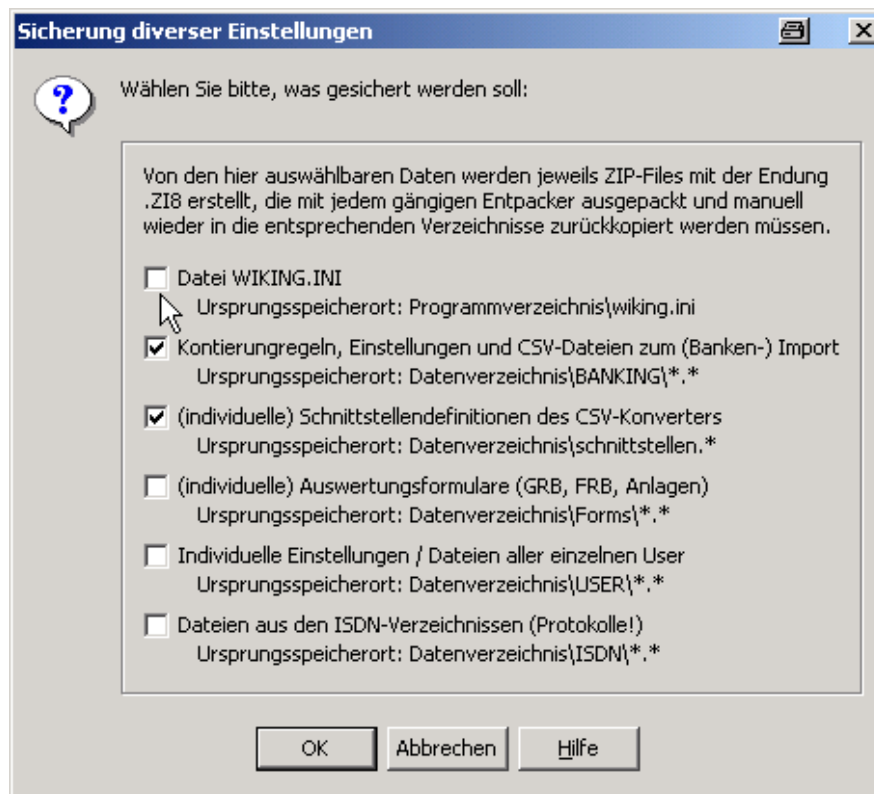 Sicherung diverser Einstellungen
Wählen Sie bitte, was gesichert werden soll:
Von den hier auswählbaren Daten werden jeweils ZIP-Files mit der Endung
.ZI8 erstellt, die mit jedem gängigen Entpacker ausgepackt und manuell
wieder in die entsprechenden Verzeichnisse zurückkopiert werden müssen.
Datei WIKING.INI
Ursprungsspeicherort: Programmverzeichnis\wiking.ini
Kontierungregeln, Einstellungen und CSV-Dateien zum (Banken-) Import
Ursprungsspeicherort: Datenverzeichnis\BANKING\*.*
(individuelle) Schnittstellendefinitionen des CSV-Konverters
Ursprungsspeicherort: Datenverzeichnis\schnittstellen.*
(individuelle) Auswertungsformulare (GRB, FRB, Anlagen)
Ursprungsspeicherort: Datenverzeichnis\Forms\*.*
Individuelle Einstellungen / Dateien aller einzelnen User
Ursprungsspeicherort: Datenverzeichnis\USER\*.*
Dateien aus den ISDN-Verzeichnissen (Protokolle!)
Ursprungsspeicherort: Datenverzeichnis\ISDN\*.*
OK Abbrechen Hilfe